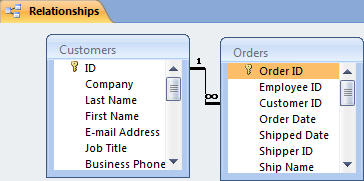 Relationships
Customers
ID
Company
Last Name
First Name
E-mail Address
Job Title
Business Phone
1
∞
Orders
Order ID
Employee ID
Customer ID
Order Date
Shipped Date
Shipper ID
Ship Name